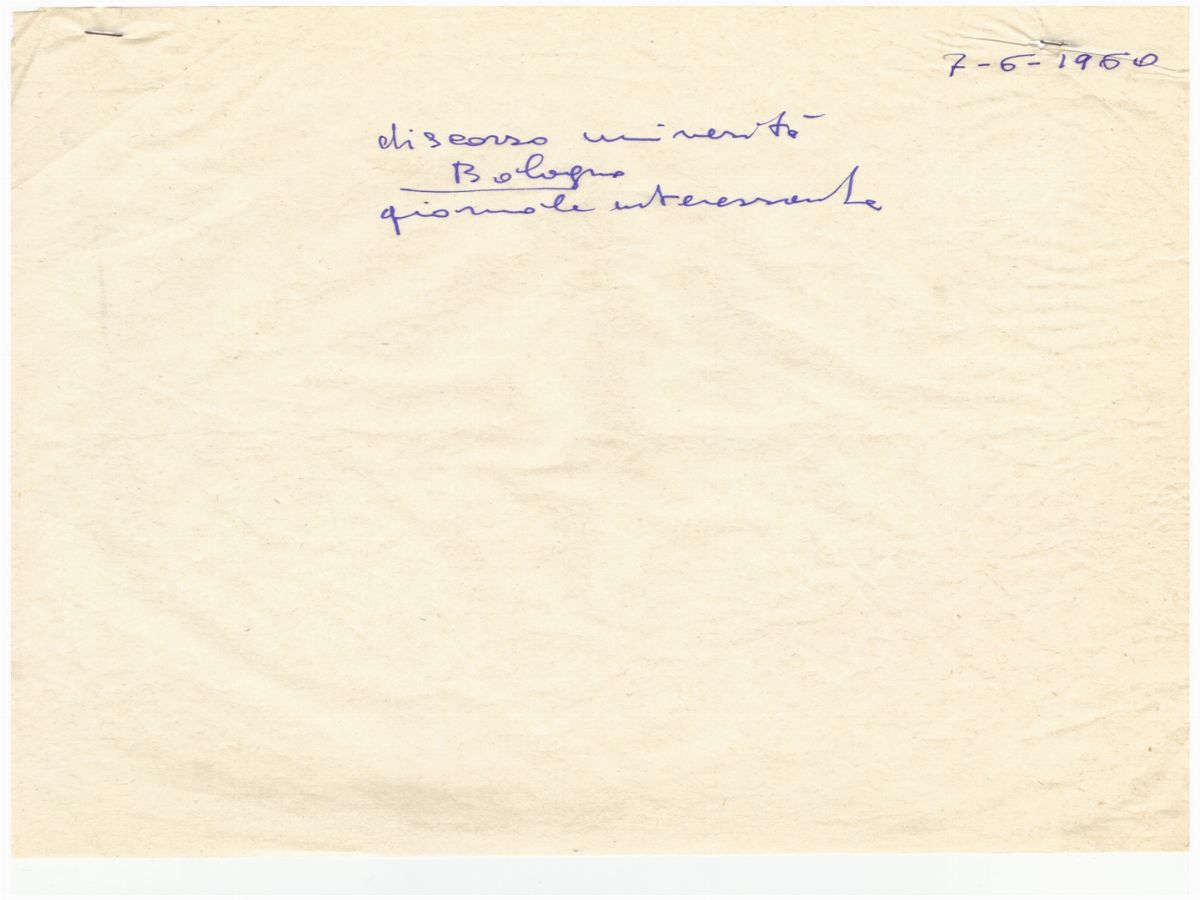 7-6-1960
discorso università
Bologna
giornale interessante